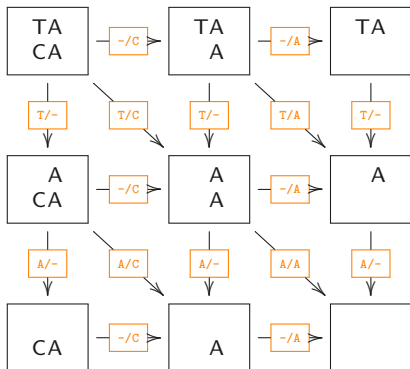 TA -/C TA -/A TA
CA A
T/- T/C T/- T/A T/-
A -/C A -/A A
CA A
A/- A/C A/- A/A A/-
CA -/C A -/A